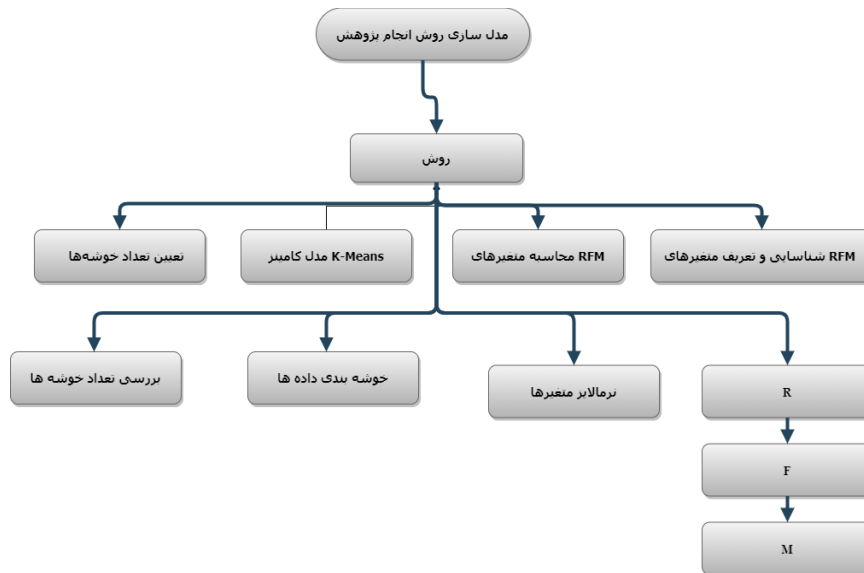 مدل سازی روش انجام پژوهش
روش
RFM شناسایی و تعریف متغیرهای
RFM محاسبه متغیرهای
K-Means مدل کامینز
تعیین تعداد خوشه‌ها
R
نرمالایز متغیرها
خوشه بندی داده ها
بررسی تعداد خوشه ها
F
M